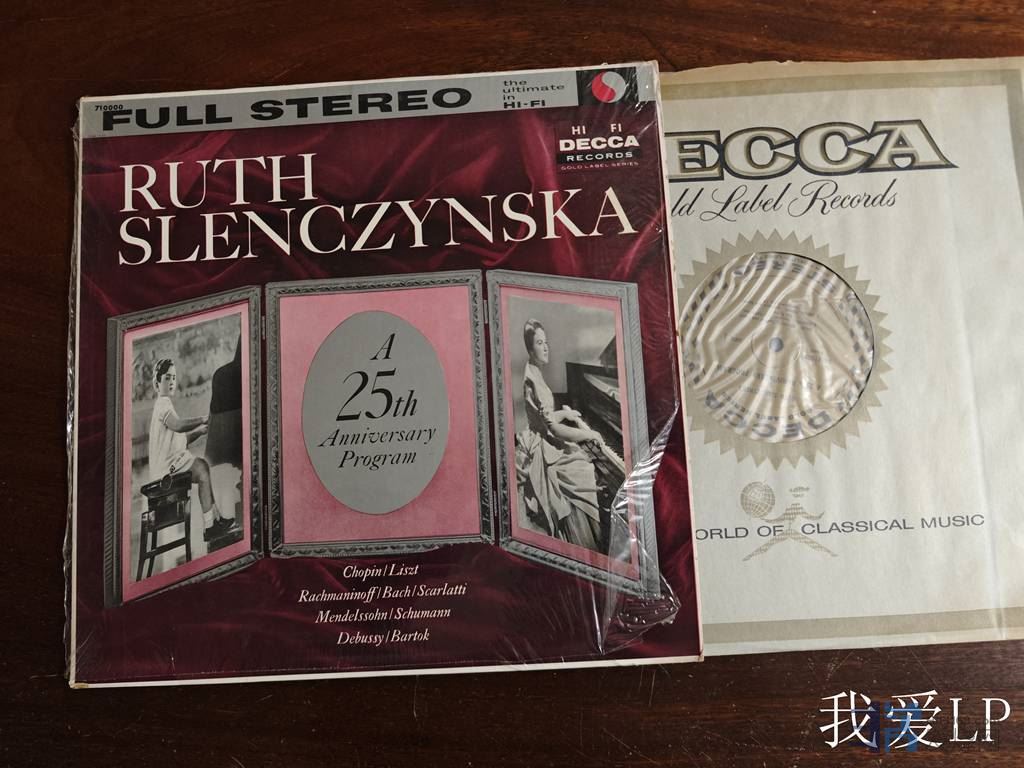 710000
FULL STEREO
the
ultimate
in
HI-FI
HI FI
DECCA
RECORDS
GOLD LABEL SERIES
RUTH
SLENCZYNSKA
A
25th
Anniversary
Program
Chopin/Liszt
Rachmaninoff/Bach/Scarlatti
Mendelssohn/Schumann
Debussy/Bartok
ECCA
ld Label Records
DECCA
ORLD OF CLASSICAL MUSIC
我爱LP